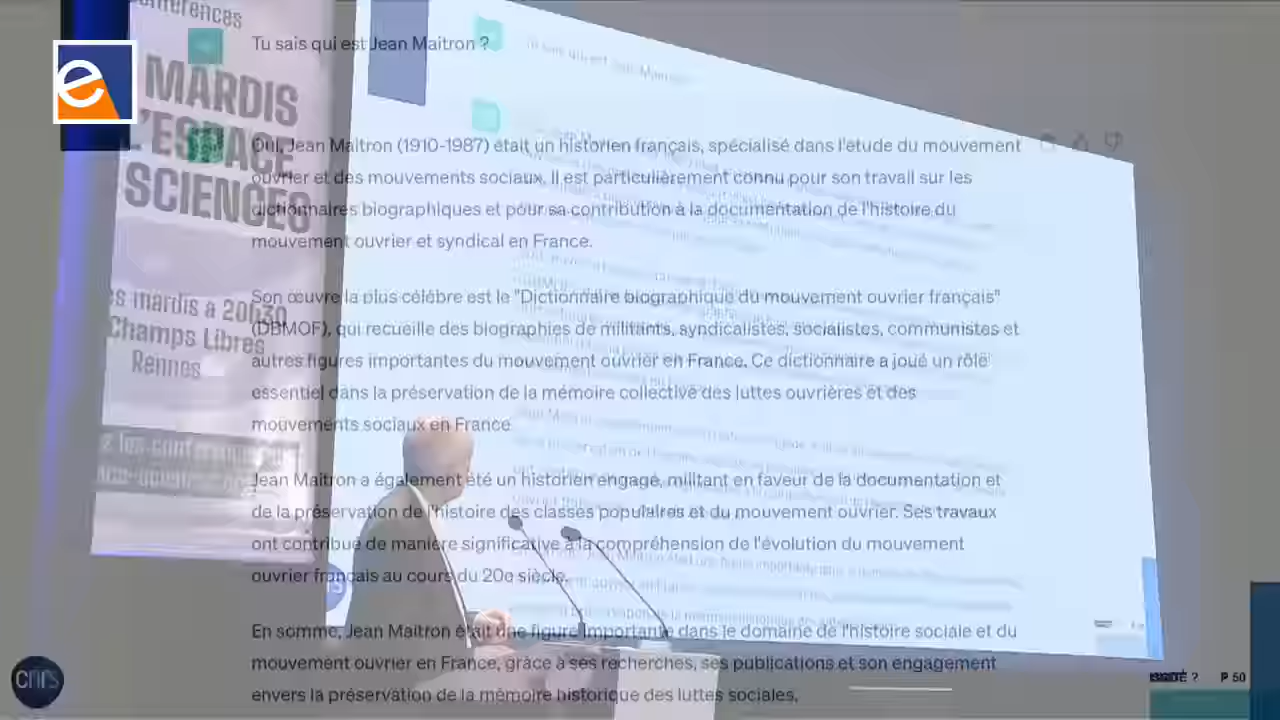 Conférences
MARDIS
L'ESPACE
SCIENCES
es mardis à 20h30
Champs Libres
Rennes
Tu sais qui est Jean Maitron ?
Oui, Jean Maitron (1910-1987) était un historien français, spécialisé dans l'étude du mouvement
ouvrier et des mouvements sociaux. Il est particulièrement connu pour son travail sur les
dictionnaires biographiques et pour sa contribution à la documentation de l'histoire du
mouvement ouvrier et syndical en France.
Son œuvre la plus célèbre est le "Dictionnaire biographique du mouvement ouvrier français"
(DBMOF), qui recueille des biographies de militants, syndicalistes, socialistes, communistes et
autres figures importantes du mouvement ouvrier en France. Ce dictionnaire a joué un rôle
essentiel dans la préservation de la mémoire collective des luttes ouvrières et des
mouvements sociaux en France
Jean Maitron a également été un historien engagé, militant en faveur de la documentation et
de la préservation de l'histoire des classes populaires et du mouvement ouvrier. Ses travaux
ont contribué de manière significative à la compréhension de l'évolution du mouvement
ouvrier français au cours du 20e siècle.
En somme, Jean Maitron était une figure importante dans le domaine de l'histoire sociale et du
mouvement ouvrier en France, grâce à ses recherches, ses publications et son engagement
envers la préservation de la mémoire historique des luttes sociales.
cnrs
P 50